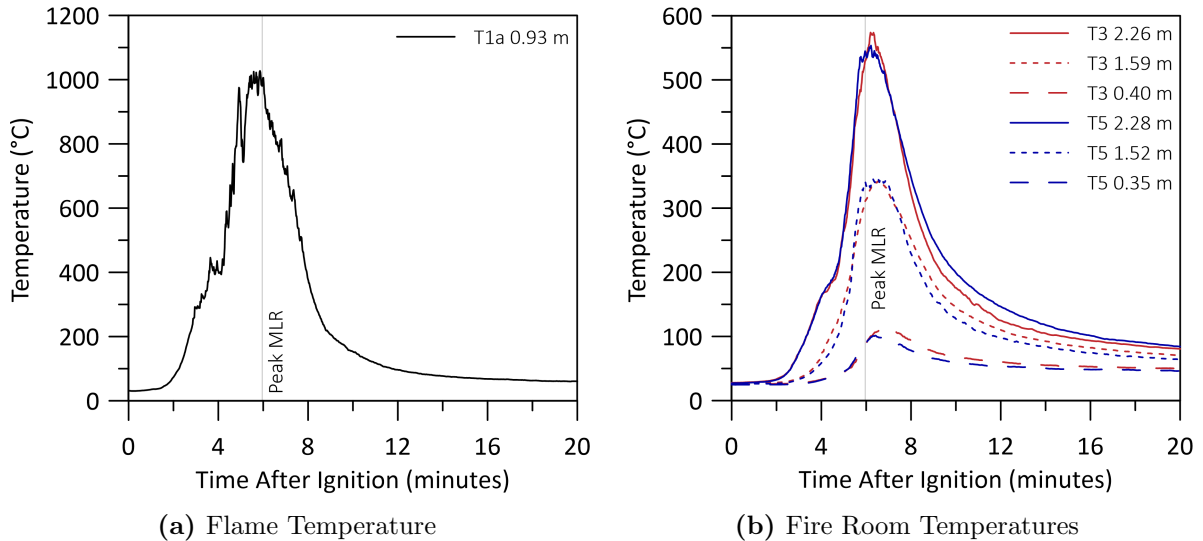 1200
1000
800
600
400
200
0
Temperature (°C)
T1a 0.93 m
Peak MLR
0 4 8 12 16 20
Time After Ignition (minutes)
(a) Flame Temperature
600
500
400
300
200
100
0
Temperature (°C)
T3 2.26 m
T3 1.59 m
T3 0.40 m
T5 2.28 m
T5 1.52 m
T5 0.35 m
Peak MLR
0 4 8 12 16 20
Time After Ignition (minutes)
(b) Fire Room Temperatures